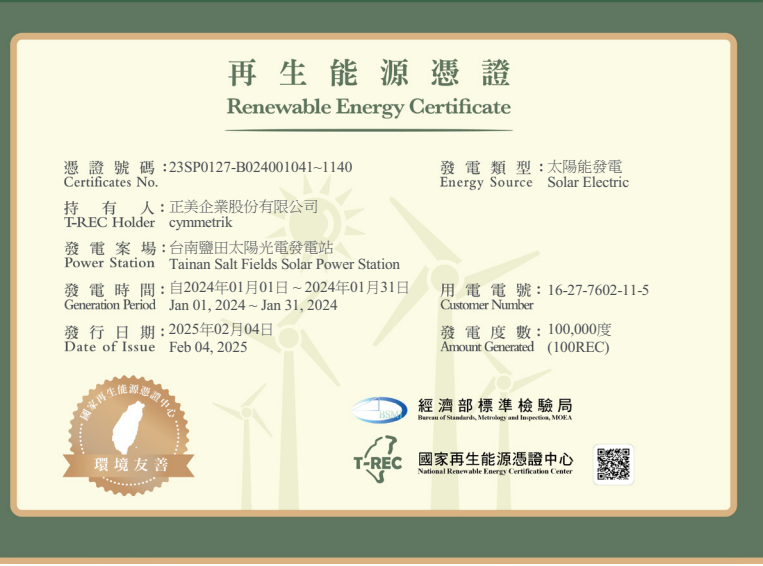 再生能源憑證
Renewable Energy Certificate
憑證號碼：23SP0127-B024001041~1140
Certificates No.
發電類型：太陽能發電
Energy Source Solar Electric
持有人：正美企業股份有限公司
T-REC Holder cymmetrik
發電案場：台南鹽田太陽光電發電站
Power Station Tainan Salt Fields Solar Power Station
發電時間：自2024年01月01日 ~ 2024年01月31日
Generation Period Jan 01, 2024 ~ Jan 31, 2024
用電電號：16-27-7602-11-5
Customer Number
發行日期：2025年02月04日
Date of Issue Feb 04, 2025
發電度數：100,000度
Amount Generated (100REC)
國家再生能源憑證中心
環境友善
BSMI
經濟部標準檢驗局
Bureau of Standards, Metrology and Inspection, MOEA
T-REC
國家再生能源憑證中心
National Renewable Energy Certification Center